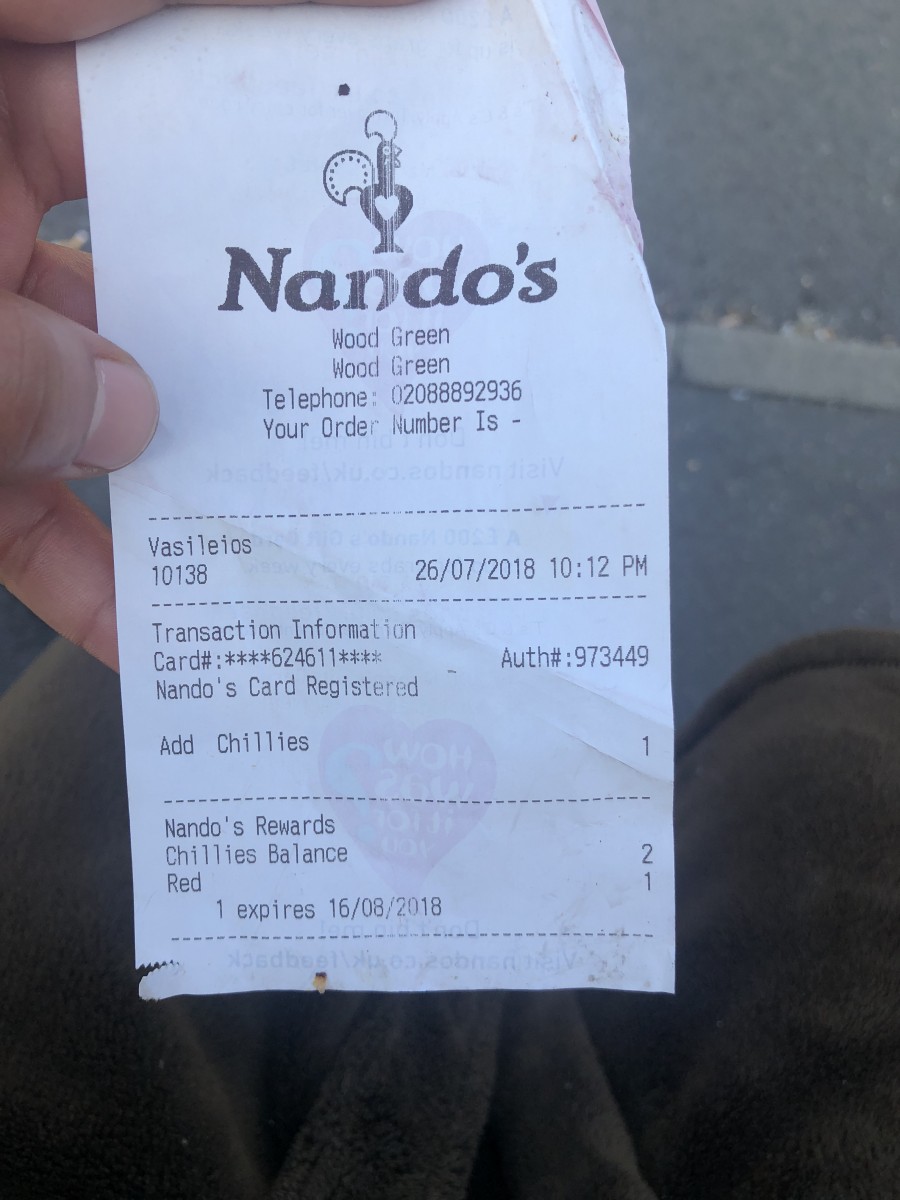 Nando's
Wood Green
Wood Green
Telephone: 02088892936
Your Order Number Is -
Vasileios
10138 26/07/2018 10:12 PM
Transaction Information
Card#:****624611**** Auth#:973449
Nando's Card Registered
Add Chillies 1
Nando's Rewards
Chillies Balance 2
Red 1
1 expires 16/08/2018